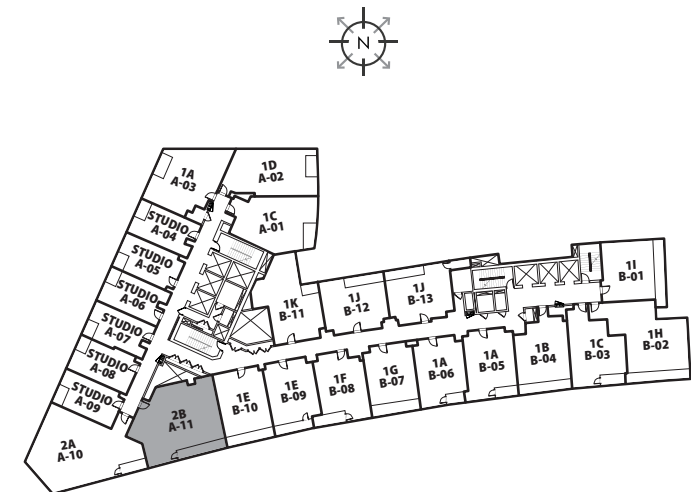 N
1D
A-02
1A
A-03
1C
A-01
STUDIO
A-04
STUDIO
A-05
STUDIO
A-06
STUDIO
A-07
STUDIO
A-08
STUDIO
A-09
2A
A-10
2B
A-11
1K
B-11
1J
B-12
1J
B-13
1I
B-01
1H
B-02
1C
B-03
1B
B-04
1A
B-05
1A
B-06
1G
B-07
1F
B-08
1E
B-09
1E
B-10